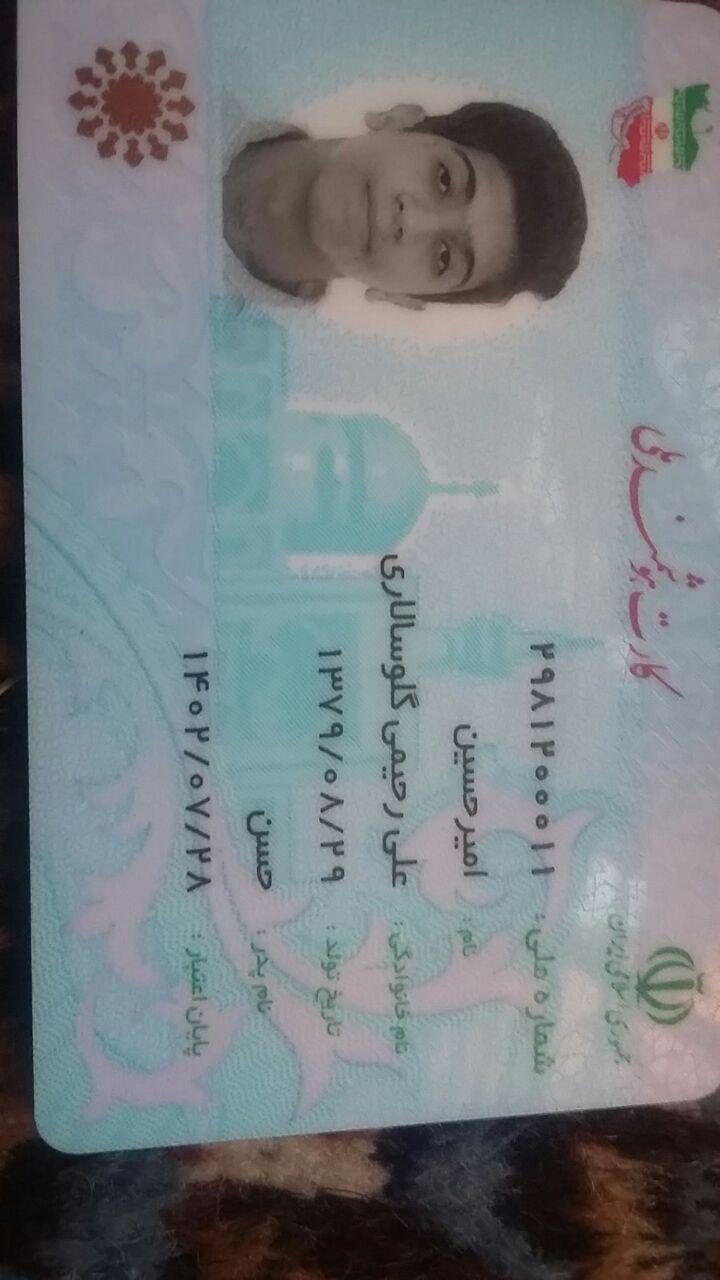 جمهوری اسلامی ایران
کارت هوشمند ملی
شماره ملی: ۲۹۸۱۲۰۰۰۱۱
نام: امیرحسین
نام خانوادگی: علی رحیمی گلوسالاری
تاریخ تولد: ۱۳۷۹/۰۸/۲۹
نام پدر: حسن
پایان اعتبار: ۱۴۰۲/۰۷/۲۸